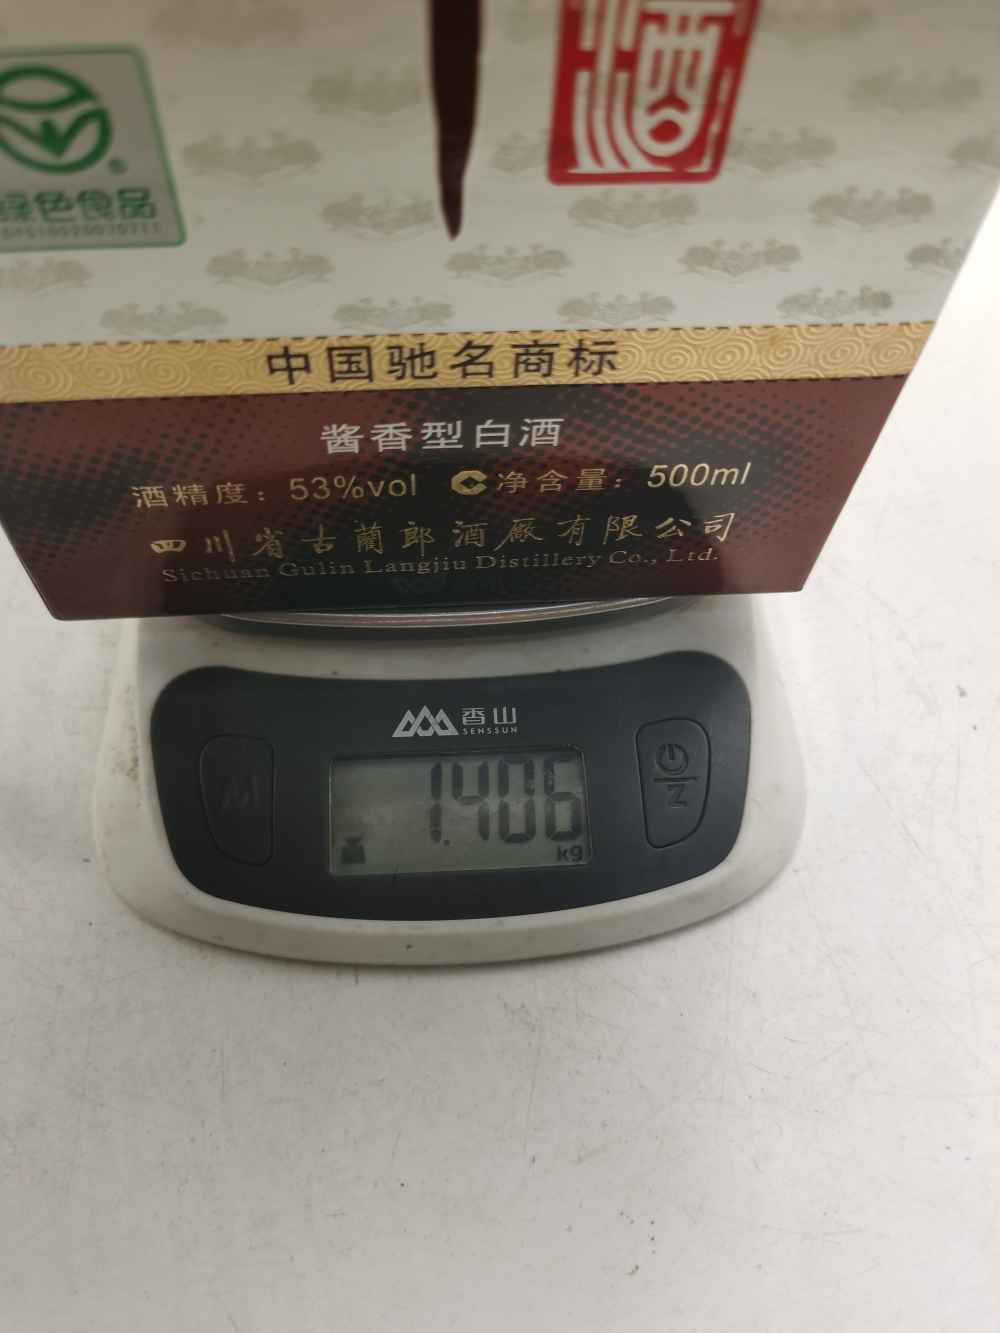 酒
®
绿色食品
中国驰名商标
酱香型白酒
酒精度：53%vol 净含量：500ml
四川省古蔺郎酒厰有限公司
Sichuan Gulin Langjiu Distillery Co., Ltd.
香山
SENSSUN
M
1.406
kg
Z